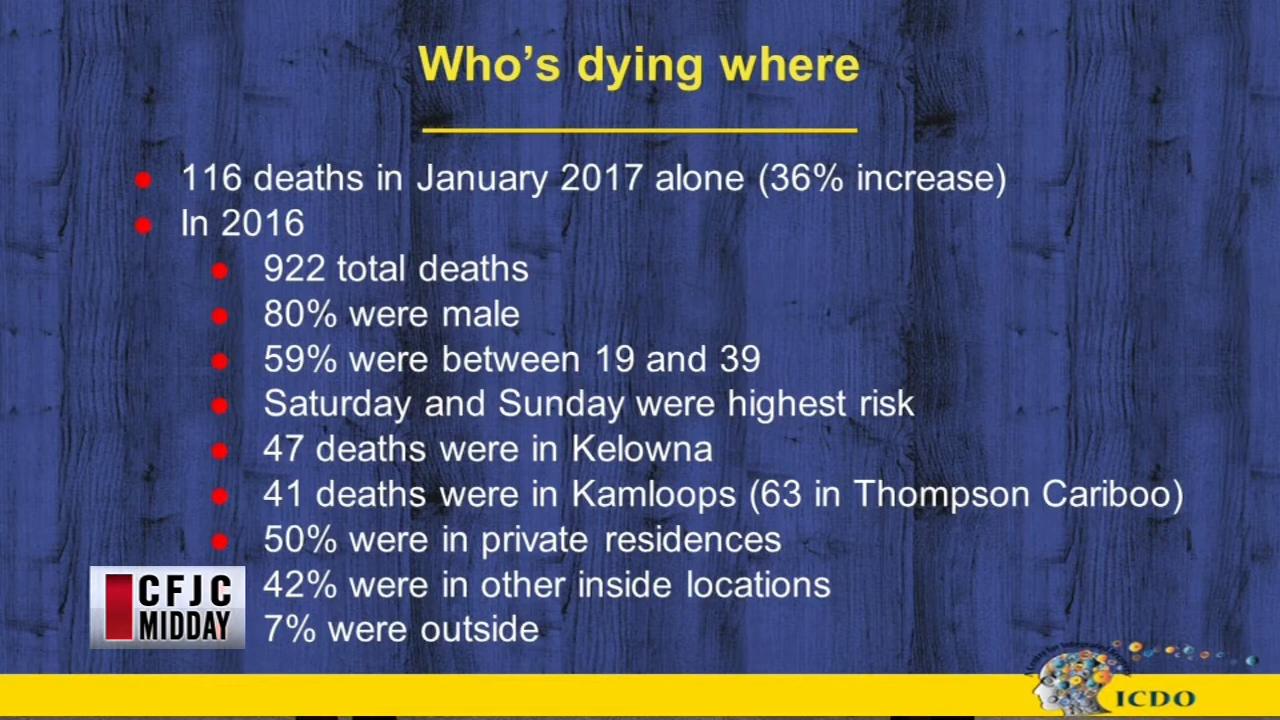 Who's dying where
116 deaths in January 2017 alone (36% increase)
In 2016
922 total deaths
80% were male
59% were between 19 and 39
Saturday and Sunday were highest risk
47 deaths were in Kelowna
41 deaths were in Kamloops (63 in Thompson Cariboo)
50% were in private residences
42% were in other inside locations
7% were outside
CFJC
MIDDAY
ICDO